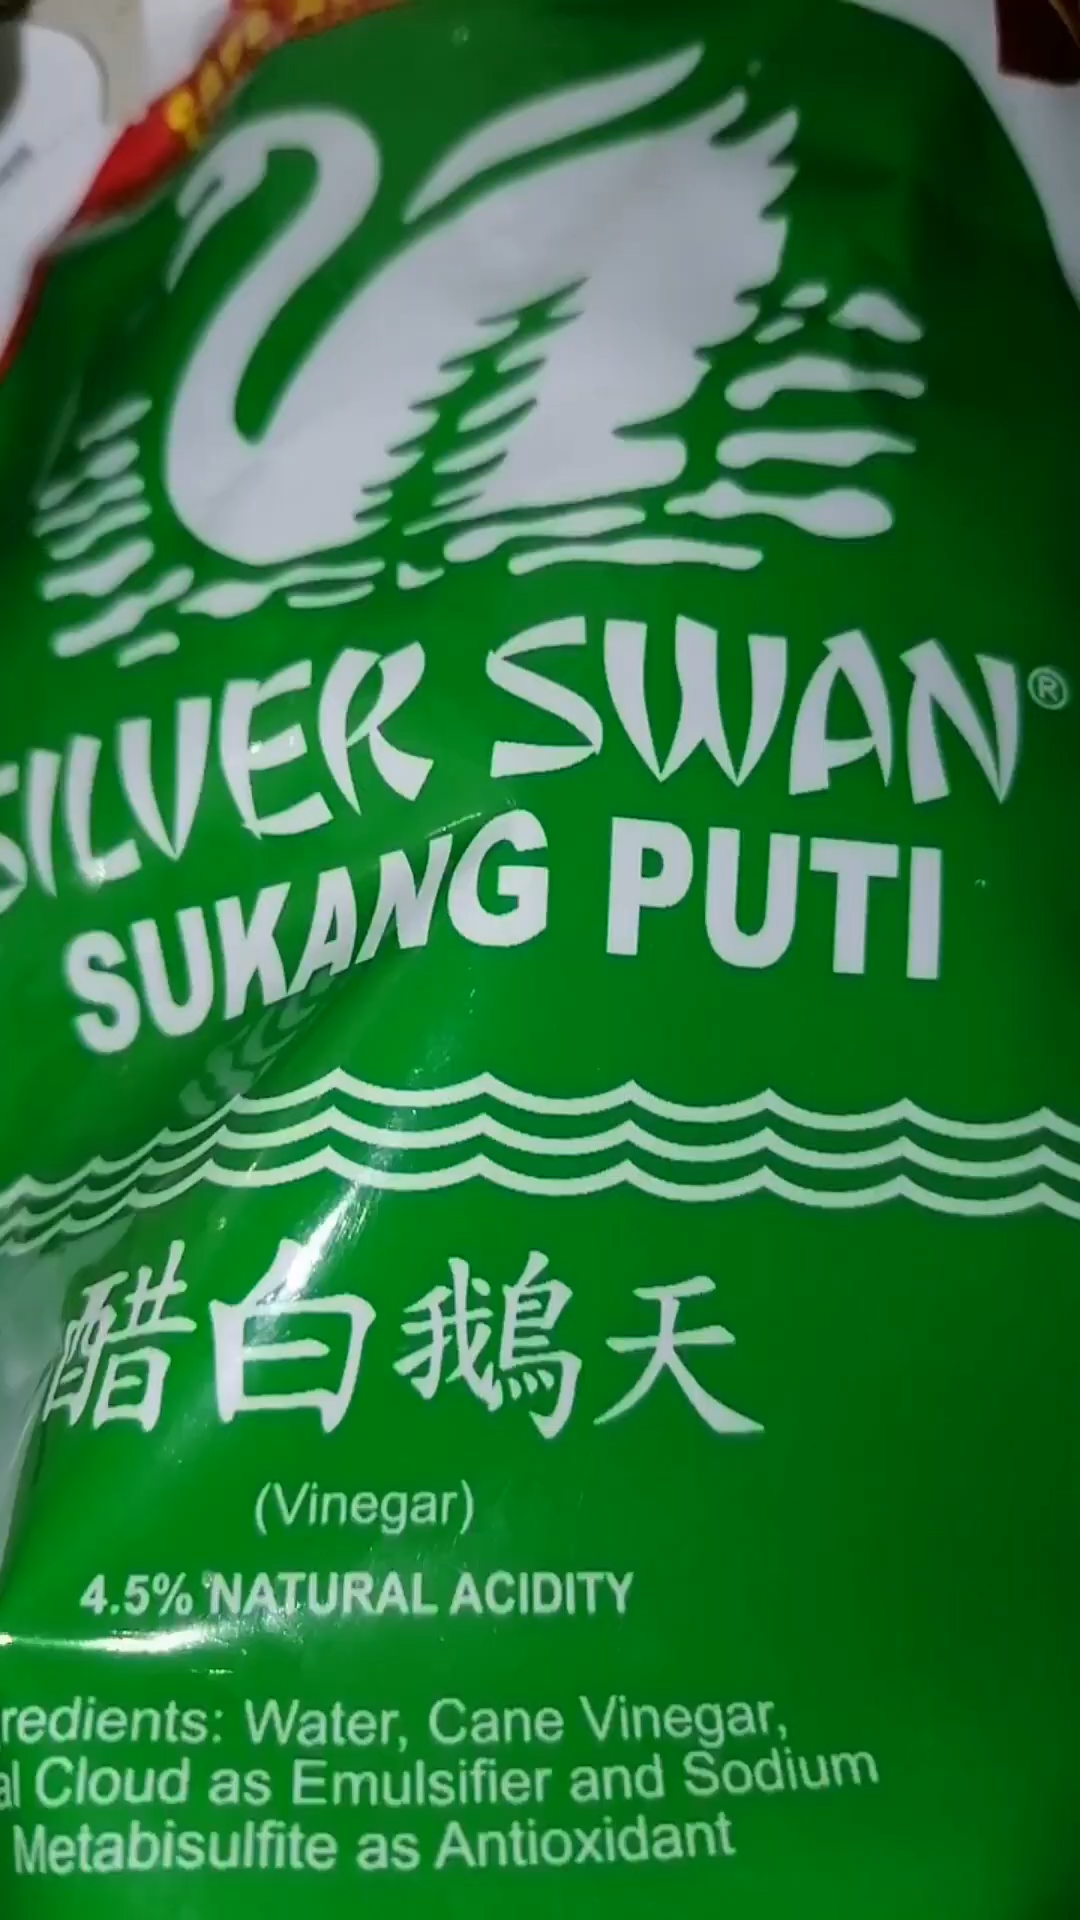 SILVER SWAN®
SUKANG PUTI
醋白鵝天
(Vinegar)
4.5% NATURAL ACIDITY
redients: Water, Cane Vinegar,
al Cloud as Emulsifier and Sodium
Metabisulfite as Antioxidant